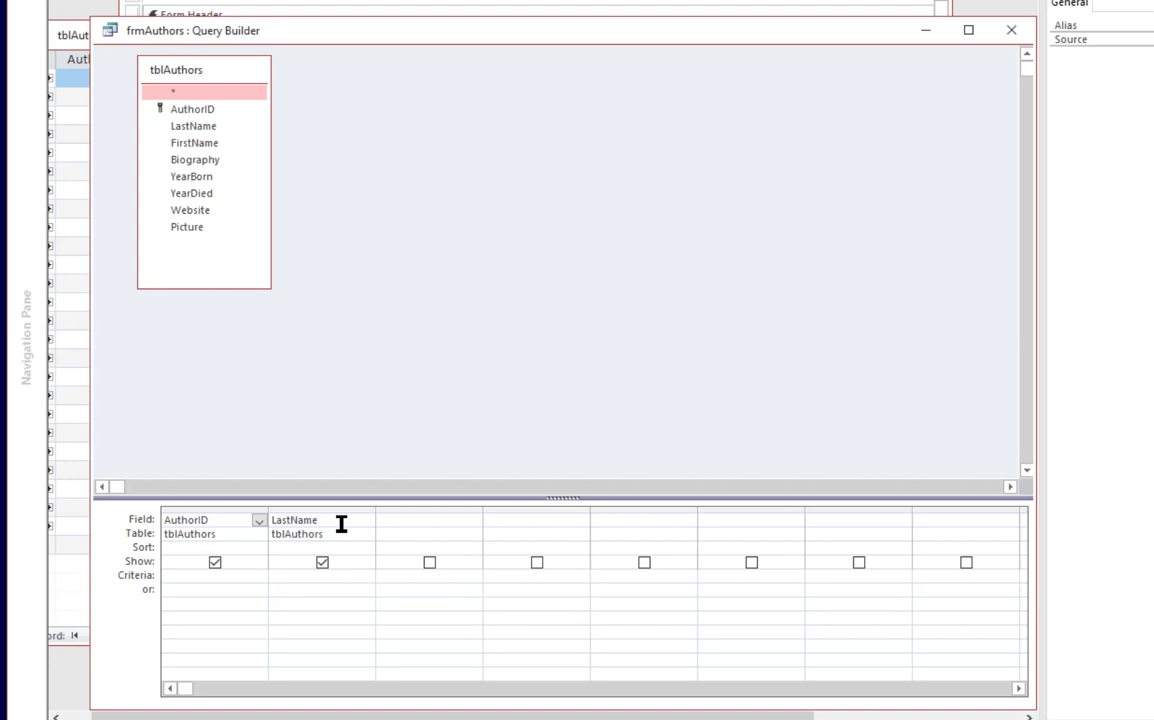 Form Header
General
frmAuthors : Query Builder
Alias
Source
tblAut
Autl
tblAuthors
*
AuthorID
LastName
FirstName
Biography
YearBorn
YearDied
Website
Picture
Navigation Pane
Field: AuthorID LastName
Table: tblAuthors tblAuthors
Sort:
Show:
Criteria:
or:
ord: